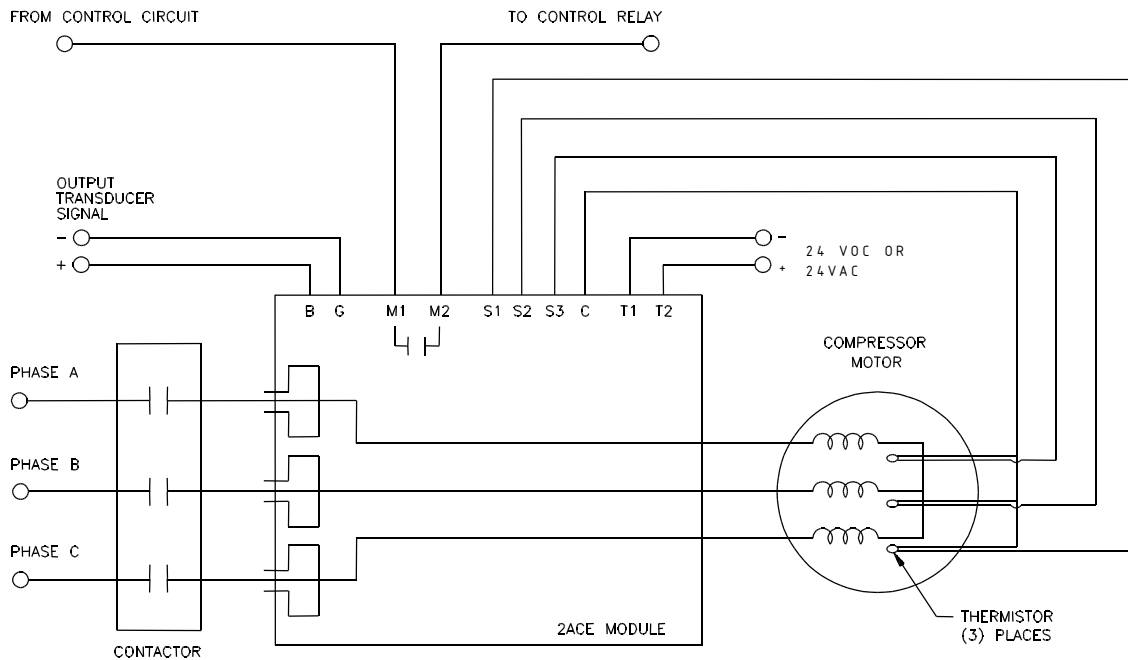 FROM CONTROL CIRCUIT
TO CONTROL RELAY
OUTPUT
TRANSDUCER
SIGNAL
-
+
-
+
24 VOC OR
24VAC
B G M1 M2 S1 S2 S3 C T1 T2
COMPRESSOR
MOTOR
PHASE A
PHASE B
PHASE C
THERMISTOR
(3) PLACES
2ACE MODULE
CONTACTOR